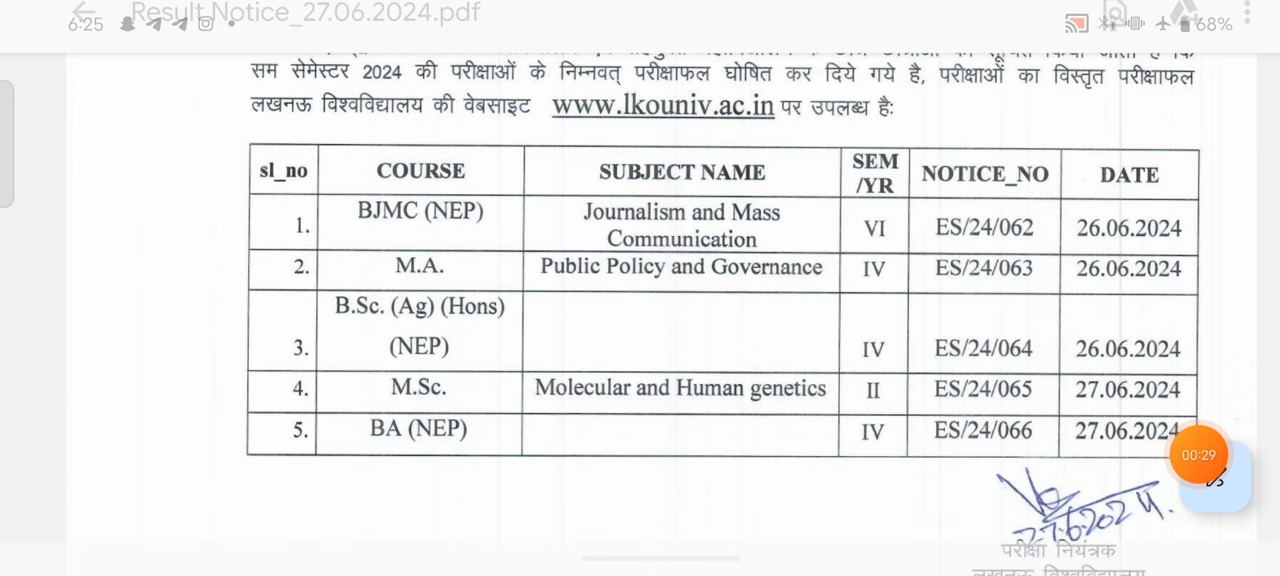 6:25
Result Notice_27.06.2024.pdf
68%
सम सेमेस्टर 2024 की परीक्षाओं के निम्नवत् परीक्षाफल घोषित कर दिये गये है, परीक्षाओं का विस्तृत परीक्षाफल
लखनऊ विश्वविद्यालय की वेबसाइट www.lkouniv.ac.in पर उपलब्ध है:
sl_no COURSE SUBJECT NAME SEM /YR NOTICE_NO DATE
1. BJMC (NEP) Journalism and Mass Communication VI ES/24/062 26.06.2024
2. M.A. Public Policy and Governance IV ES/24/063 26.06.2024
3. B.Sc. (Ag) (Hons) (NEP) IV ES/24/064 26.06.2024
4. M.Sc. Molecular and Human genetics II ES/24/065 27.06.2024
5. BA (NEP) IV ES/24/066 27.06.2024
00:29
27.6.2024.
परीक्षा नियंत्रक
लखनऊ विश्वविद्यालय